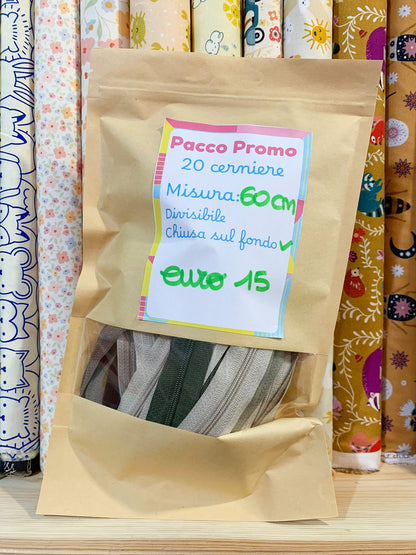 Pacco Promo
20 cerniere
Misura: 60 cm
Divisibile
Chiusa sul fondo ✓
euro 15